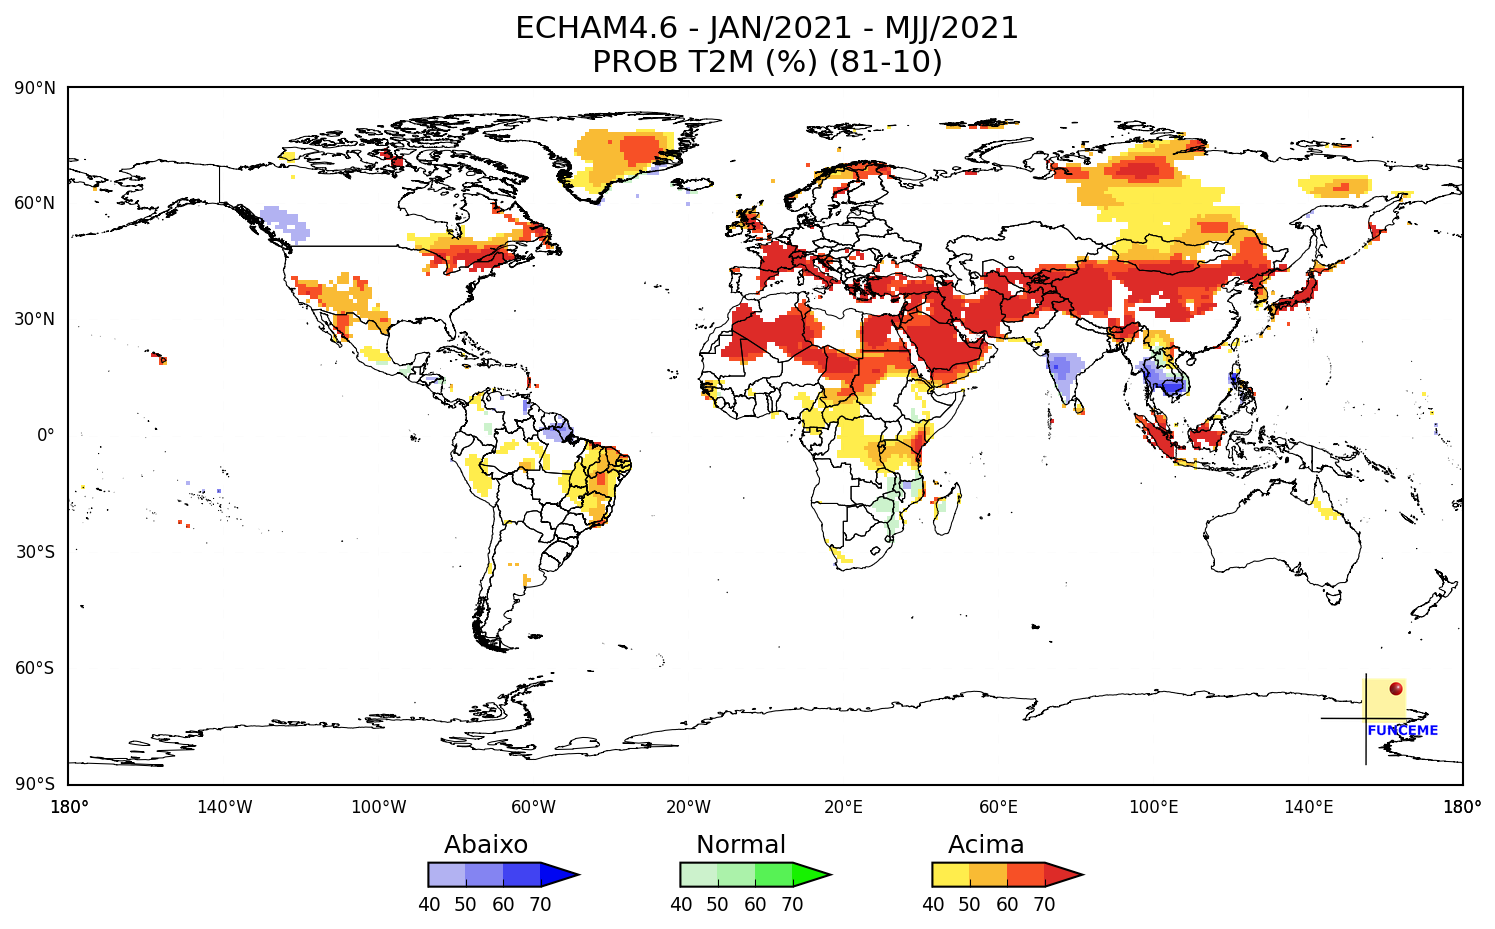 ECHAM4.6 - JAN/2021 - MJJ/2021
PROB T2M (%) (81-10)
90°N
60°N
30°N
0°
30°S
60°S
90°S
180° 140°W 100°W 60°W 20°W 20°E 60°E 100°E 140°E 180°
FUNCEME
Abaixo Normal Acima
40 50 60 70 40 50 60 70 40 50 60 70